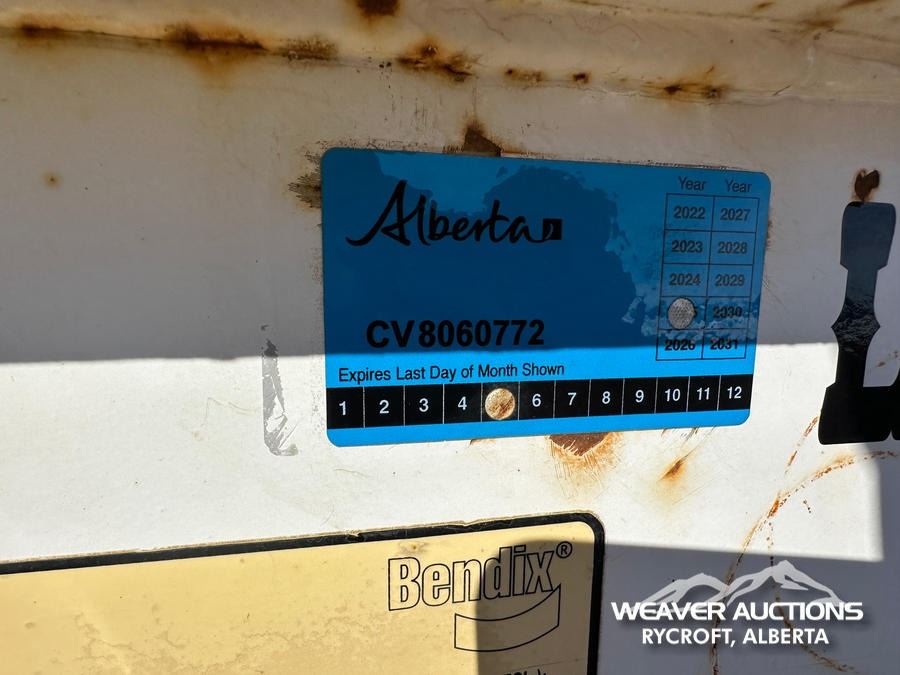 Alberta
Year Year
2022 2027
2023 2028
2024 2029
5 2030
2026 2031
CV8060772
Expires Last Day of Month Shown
1 2 3 4 6 7 8 9 10 11 12
Bendix®
WEAVER AUCTIONS
RYCROFT, ALBERTA